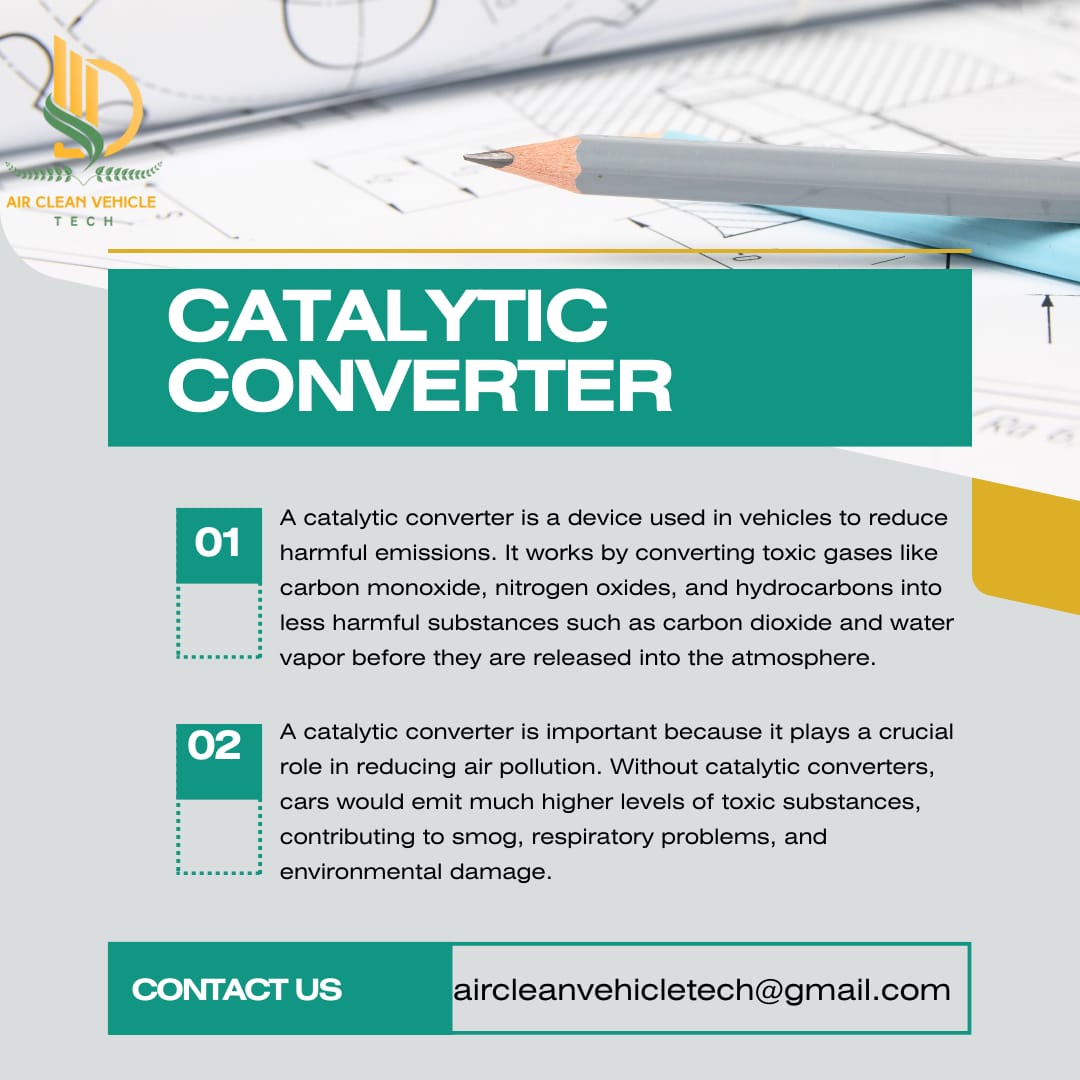 AIR CLEAN VEHICLE
TECH
CATALYTIC
CONVERTER
01
A catalytic converter is a device used in vehicles to reduce
harmful emissions. It works by converting toxic gases like
carbon monoxide, nitrogen oxides, and hydrocarbons into
less harmful substances such as carbon dioxide and water
vapor before they are released into the atmosphere.
02
A catalytic converter is important because it plays a crucial
role in reducing air pollution. Without catalytic converters,
cars would emit much higher levels of toxic substances,
contributing to smog, respiratory problems, and
environmental damage.
CONTACT US
aircleanvehicletech@gmail.com